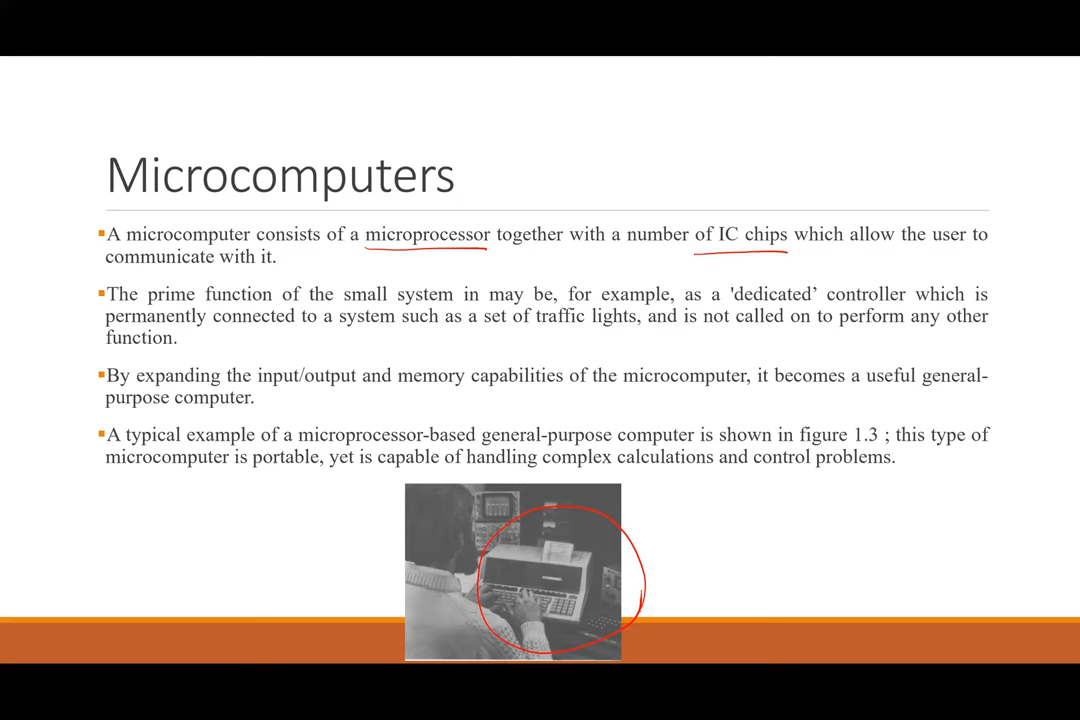 Microcomputers
▪A microcomputer consists of a microprocessor together with a number of IC chips which allow the user to
communicate with it.
▪The prime function of the small system in may be, for example, as a 'dedicated’ controller which is
permanently connected to a system such as a set of traffic lights, and is not called on to perform any other
function.
▪By expanding the input/output and memory capabilities of the microcomputer, it becomes a useful general-
purpose computer.
▪A typical example of a microprocessor-based general-purpose computer is shown in figure 1.3 ; this type of
microcomputer is portable, yet is capable of handling complex calculations and control problems.